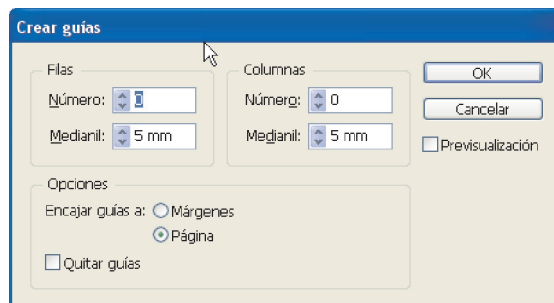 Crear guías
Filas
Número: 0
Medianil: 5 mm
Columnas
Número: 0
Medianil: 5 mm
OK
Cancelar
Previsualización
Opciones
Encajar guías a: Márgenes
Página
Quitar guías